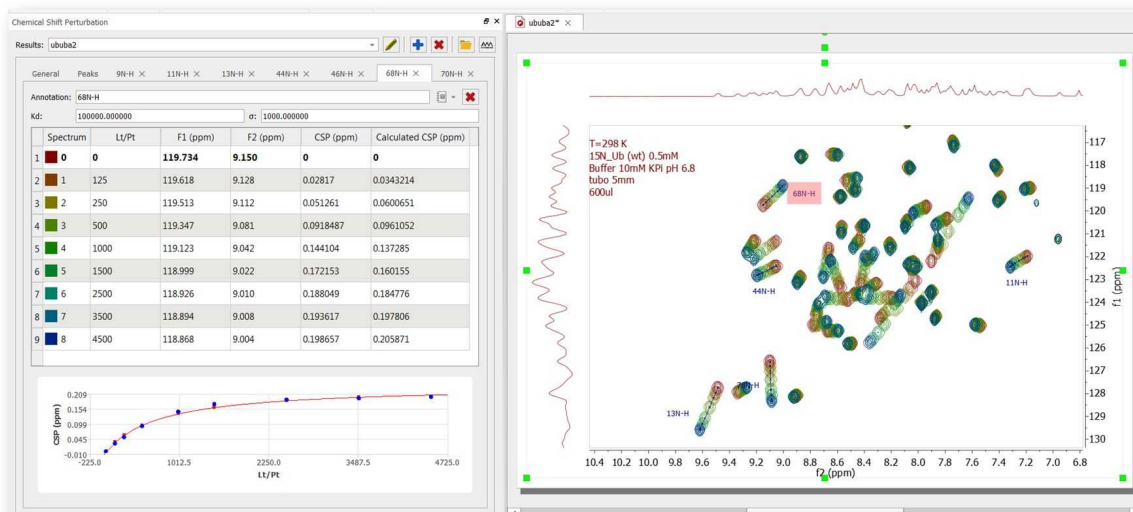 Chemical Shift Perturbation
Results: ububa2
General Peaks 9N-H 11N-H 13N-H 44N-H 46N-H 68N-H 70N-H
Annotation: 68N-H
Kd: 100000.000000 σ: 1000.000000
Spectrum Lt/Pt F1 (ppm) F2 (ppm) CSP (ppm) Calculated CSP (ppm)
1 0 0 119.734 9.150 0 0
2 1 125 119.618 9.128 0.02817 0.0343214
3 2 250 119.513 9.112 0.051261 0.0600651
4 3 500 119.347 9.081 0.0918487 0.0961052
5 4 1000 119.123 9.042 0.144104 0.137285
6 5 1500 118.999 9.022 0.172153 0.160155
7 6 2500 118.926 9.010 0.188049 0.184776
8 7 3500 118.894 9.008 0.193617 0.197806
9 8 4500 118.868 9.004 0.198657 0.205871
CSP (ppm)
0.209
0.154
0.099
0.045
-0.010
-225.0 1012.5 2250.0 3487.5 4725.0
Lt/Pt
ububa2*
T=298 K
15N_Ub (wt) 0.5mM
Buffer 10mM KPi pH 6.8
tubo 5mm
600ul
68N-H
44N-H
11N-H
13N-H
117
118
119
120
121
122
123
124
125
126
127
128
129
130
f1 (ppm)
10.4 10.2 10.0 9.8 9.6 9.4 9.2 9.0 8.8 8.6 8.4 8.2 8.0 7.8 7.6 7.4 7.2 7.0 6.8
f2 (ppm)